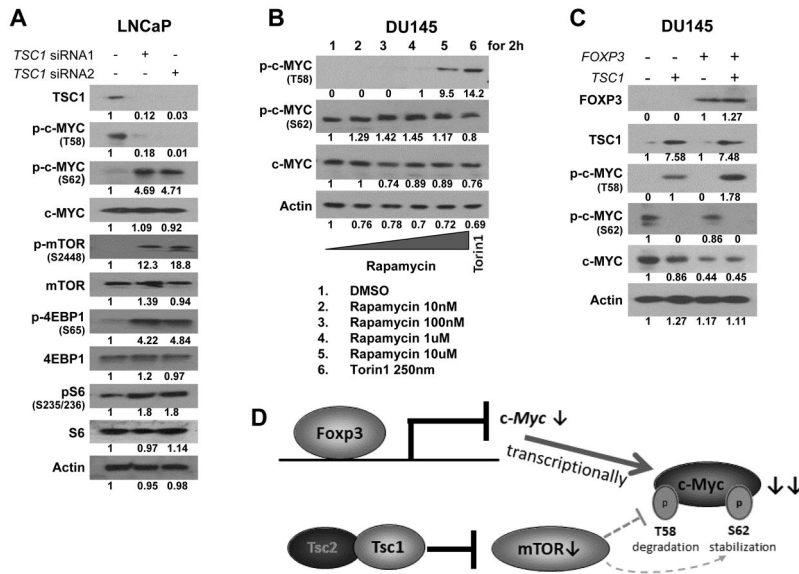 A
LNCaP
TSC1 siRNA1 - + -
TSC1 siRNA2 - - +
TSC1
1 0.12 0.03
p-c-MYC
(T58)
1 0.18 0.01
p-c-MYC
(S62)
1 4.69 4.71
c-MYC
1 1.09 0.92
p-mTOR
(S2448)
1 12.3 18.8
mTOR
1 1.39 0.94
p-4EBP1
(S65)
1 4.22 4.84
4EBP1
1 1.2 0.97
pS6
(S235/236)
1 1.8 1.8
S6
1 0.97 1.14
Actin
1 0.95 0.98
B
DU145
1 2 3 4 5 6 for 2h
p-c-MYC
(T58)
0 0 0 1 9.5 14.2
p-c-MYC
(S62)
1 1.29 1.42 1.45 1.17 0.8
c-MYC
1 1 0.74 0.89 0.89 0.76
Actin
1 0.76 0.78 0.7 0.72 0.69
Rapamycin
Torin1
1. DMSO
2. Rapamycin 10nM
3. Rapamycin 100nM
4. Rapamycin 1uM
5. Rapamycin 10uM
6. Torin1 250nm
C
DU145
FOXP3 - - + +
TSC1 - + - +
FOXP3
0 0 1 1.27
TSC1
1 7.58 1 7.48
p-c-MYC
(T58)
0 1 0 1.78
p-c-MYC
(S62)
1 0 0.86 0
c-MYC
1 0.86 0.44 0.45
Actin
1 1.27 1.17 1.11
D
Foxp3
c-Myc ↓
transcriptionally
c-Myc ↓↓
p p
T58 S62
degradation stabilization
Tsc2 Tsc1
mTOR↓